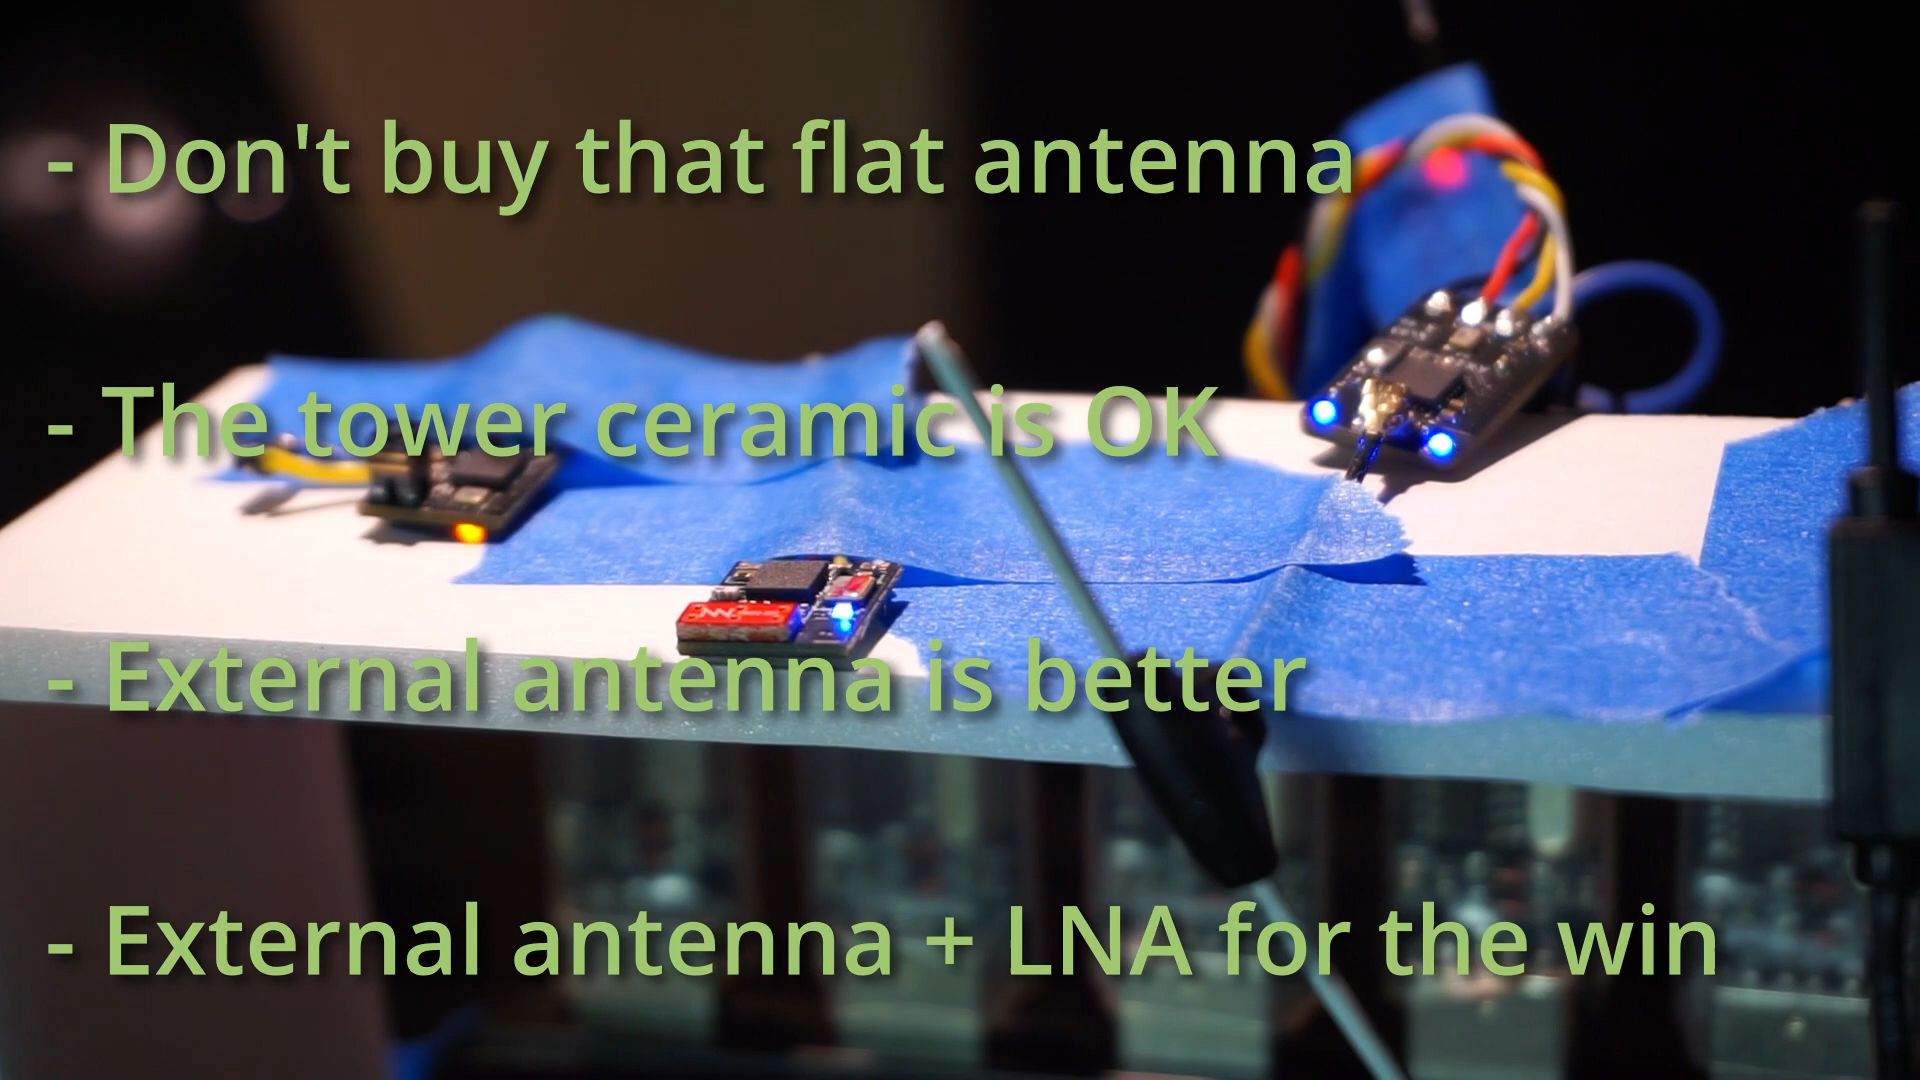 - Don't buy that flat antenna
- The tower ceramic is OK
- External antenna is better
- External antenna + LNA for the win